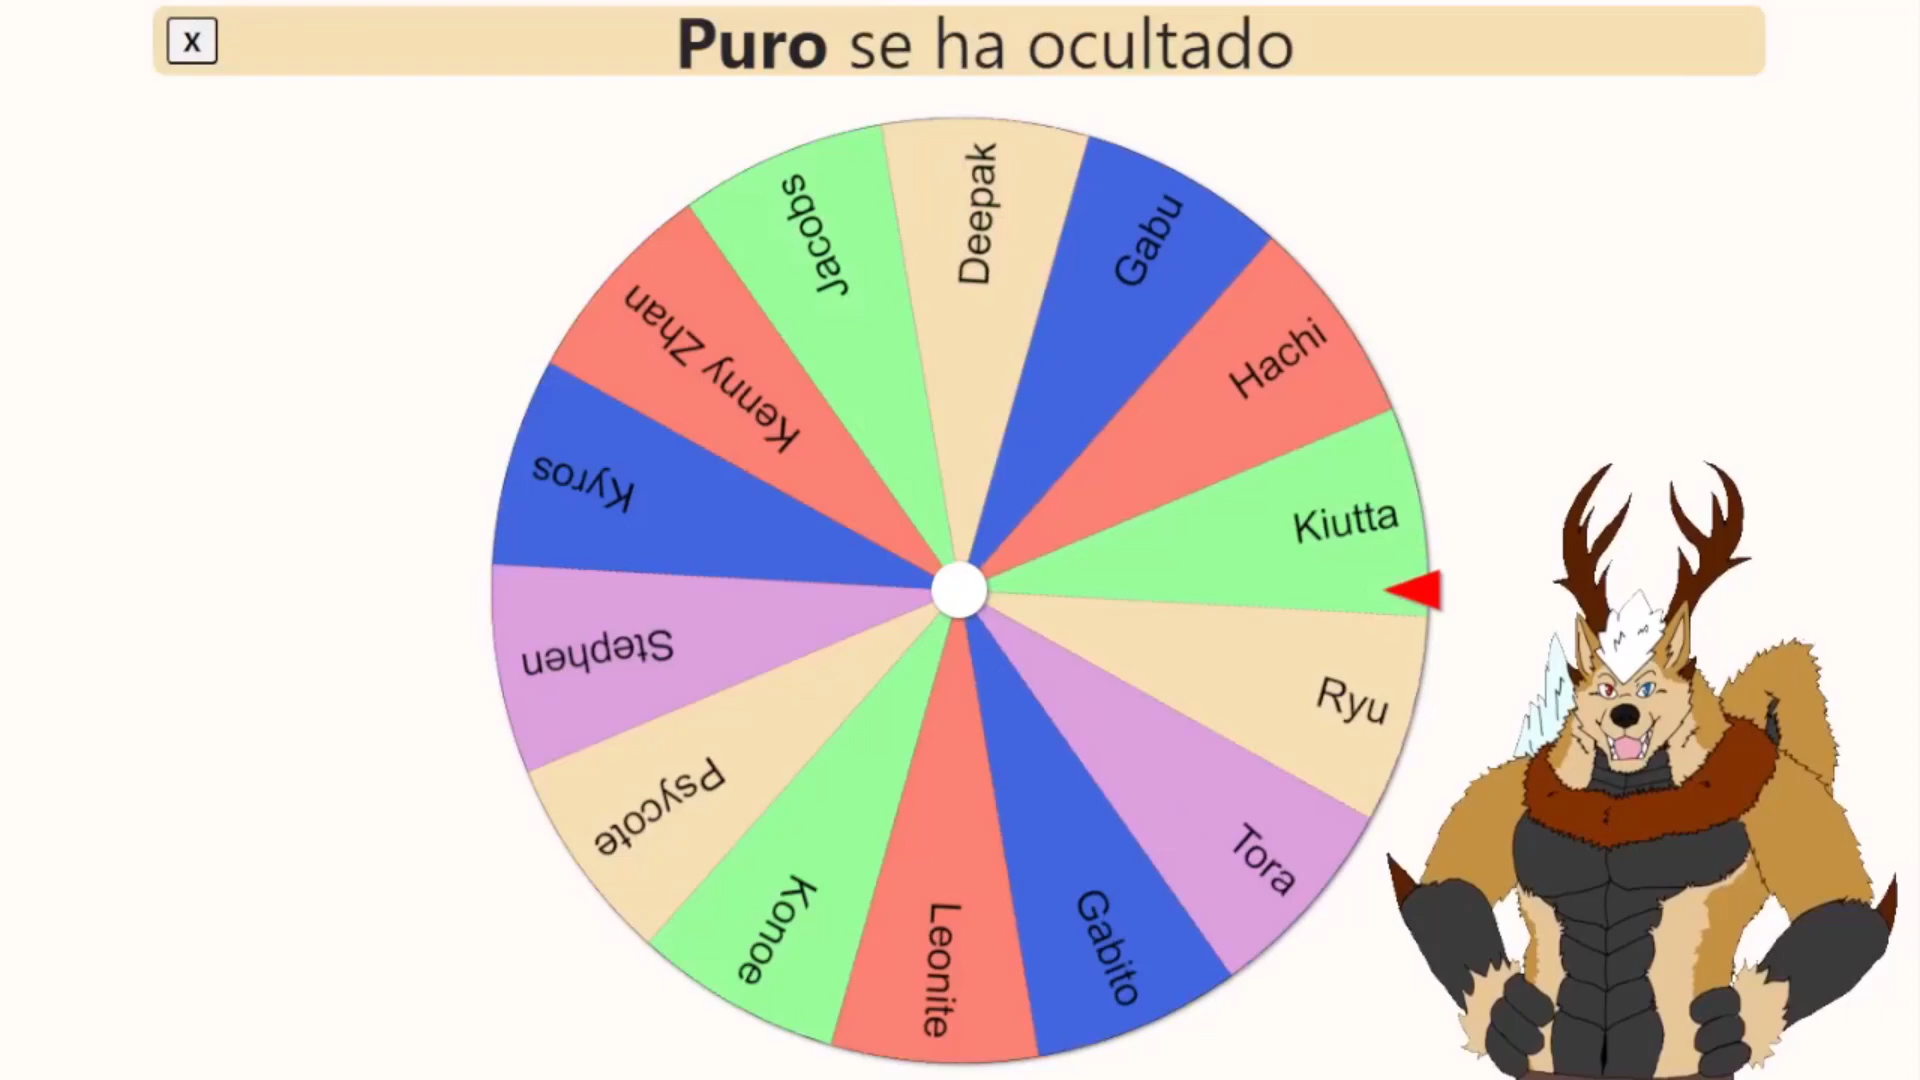 X
Puro se ha ocultado
Deepak
Gabu
Hachi
Kiutta
Ryu
Tora
Gabito
Leonite
Konoe
Psycote
Stephen
Kyros
Kenny Zhan
Jacobs